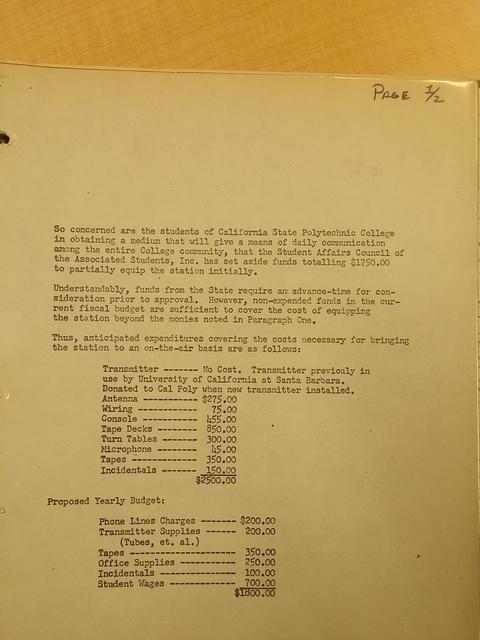 PAGE 1/2
So concerned are the students of California State Polytechnic College
in obtaining a medium that will give a means of daily communication
among the entire College community, that the Student Affairs Council of
the Associated Students, Inc. has set aside funds totalling $1750.00
to partially equip the station initially.
Understandably, funds from the State require an advance-time for con-
sideration prior to approval. However, non-expended funds in the cur-
rent fiscal budget are sufficient to cover the cost of equipping
the station beyond the monies noted in Paragraph One.
Thus, anticipated expenditures covering the costs necessary for bringing
the station to an on-the-air basis are as follows:
Transmitter ------- No Cost. Transmitter previouly in
use by University of California at Santa Barbara.
Donated to Cal Poly when new transmitter installed.
Antenna ----------- $275.00
Wiring ------------ 75.00
Console ----------- 455.00
Tape Decks -------- 850.00
Turn Tables ------- 300.00
Microphone -------- 45.00
Tapes ------------- 350.00
Incidentals ------- 150.00
$2500.00
Proposed Yearly Budget:
Phone Lines Charges ------- $200.00
Transmitter Supplies ------ 200.00
(Tubes, et. al.)
Tapes --------------------- 350.00
Office Supplies ----------- 250.00
Incidentals --------------- 100.00
Student Wages ------------- 700.00
$1800.00